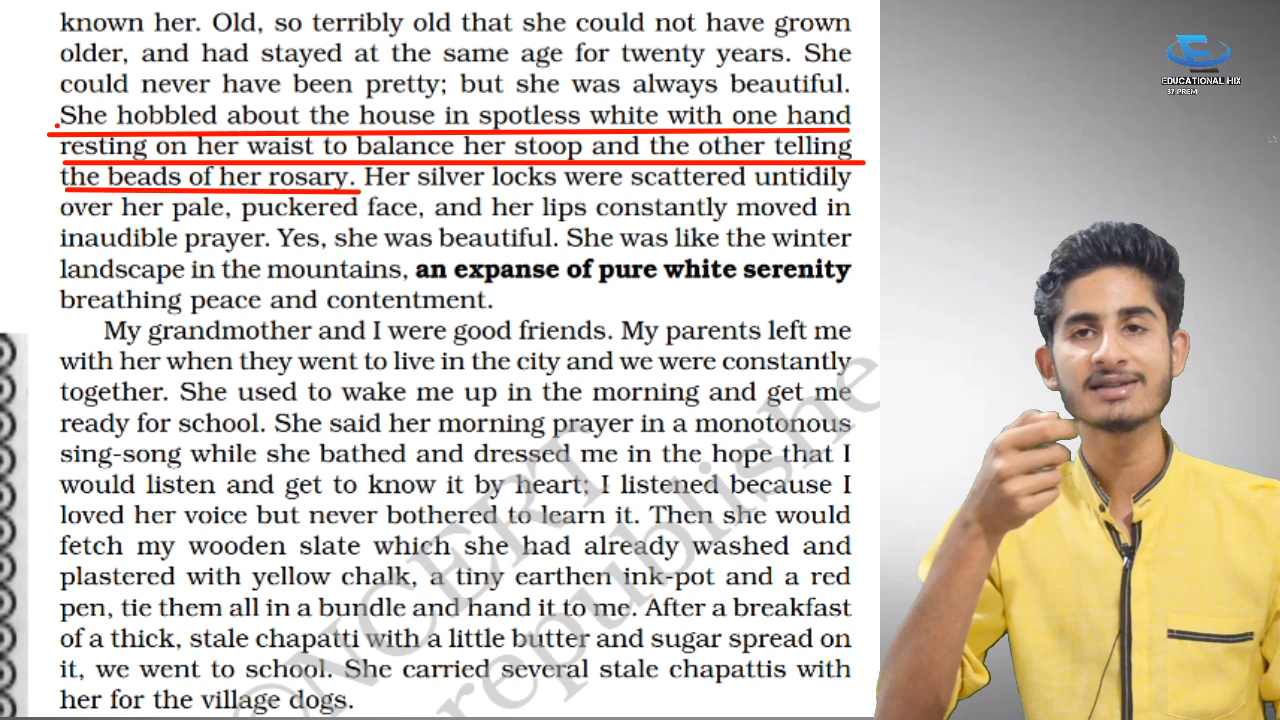 known her. Old, so terribly old that she could not have grown
older, and had stayed at the same age for twenty years. She
could never have been pretty; but she was always beautiful.
She hobbled about the house in spotless white with one hand
resting on her waist to balance her stoop and the other telling
the beads of her rosary. Her silver locks were scattered untidily
over her pale, puckered face, and her lips constantly moved in
inaudible prayer. Yes, she was beautiful. She was like the winter
landscape in the mountains, an expanse of pure white serenity
breathing peace and contentment.
My grandmother and I were good friends. My parents left me
with her when they went to live in the city and we were constantly
together. She used to wake me up in the morning and get me
ready for school. She said her morning prayer in a monotonous
sing-song while she bathed and dressed me in the hope that I
would listen and get to know it by heart; I listened because I
loved her voice but never bothered to learn it. Then she would
fetch my wooden slate which she had already washed and
plastered with yellow chalk, a tiny earthen ink-pot and a red
pen, tie them all in a bundle and hand it to me. After a breakfast
of a thick, stale chapatti with a little butter and sugar spread on
it, we went to school. She carried several stale chapattis with
her for the village dogs.
EDUCATIONAL HIX
BY PREM
NCERT
republishe